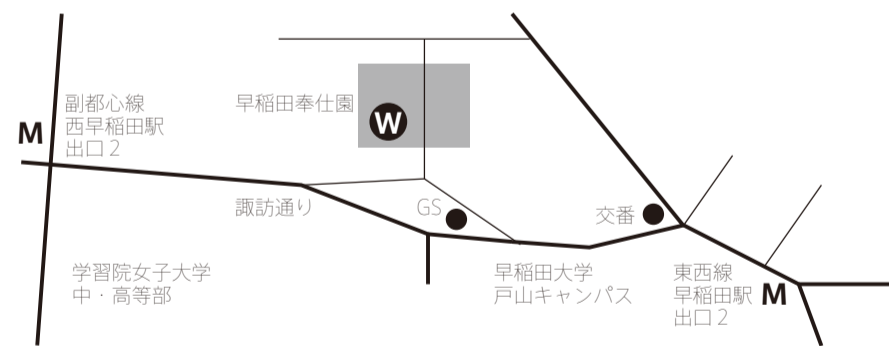 副都心線
西早稲田駅
出口 2
M
早稲田奉仕園
W
諏訪通り
GS
交番
学習院女子大学
中・高等部
早稲田大学
戸山キャンパス
東西線
早稲田駅
出口 2
M